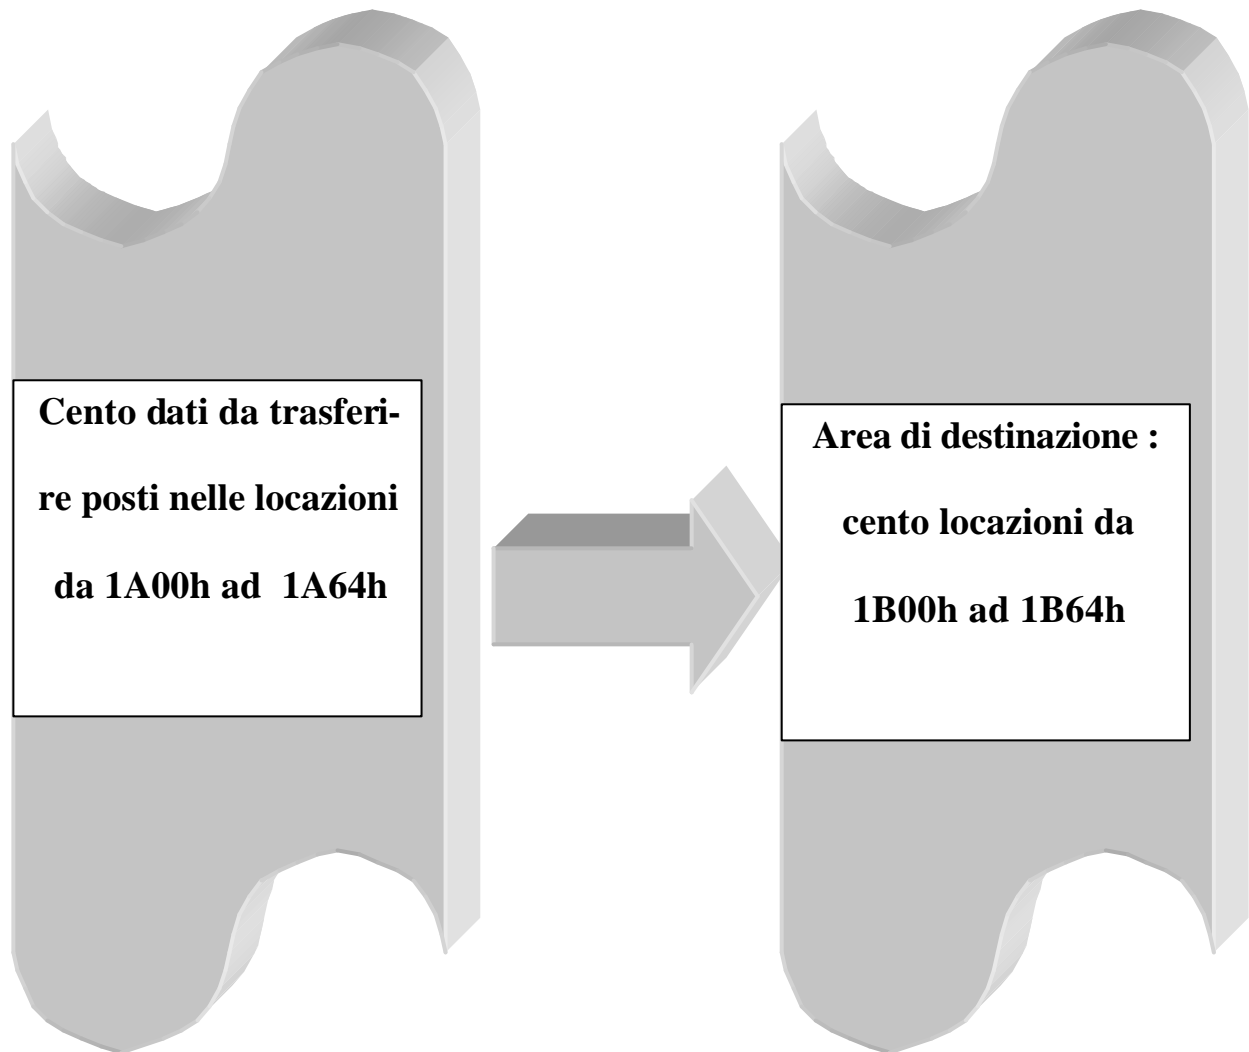 Cento dati da trasferi-
re posti nelle locazioni
da 1A00h ad  1A64h
Area di destinazione :
cento locazioni da
1B00h ad 1B64h